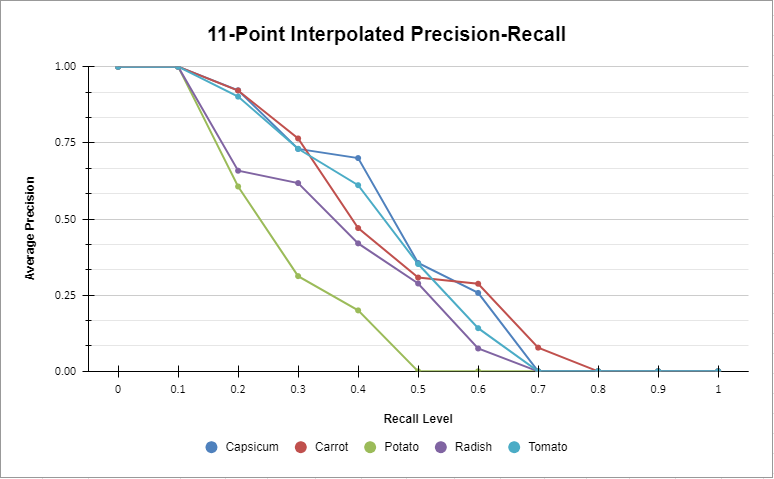 11-Point Interpolated Precision-Recall
Average Precision
1.00
0.75
0.50
0.25
0.00
0 0.1 0.2 0.3 0.4 0.5 0.6 0.7 0.8 0.9 1
Recall Level
Capsicum Carrot Potato Radish Tomato